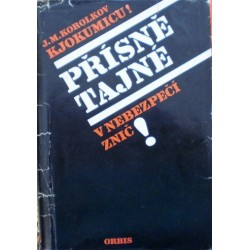 J. M. KOROLKOV
KJOKUMICU!
PŘÍSNĚ
TAJNÉ
V NEBEZPEČÍ
ZNIČ!
ORBIS